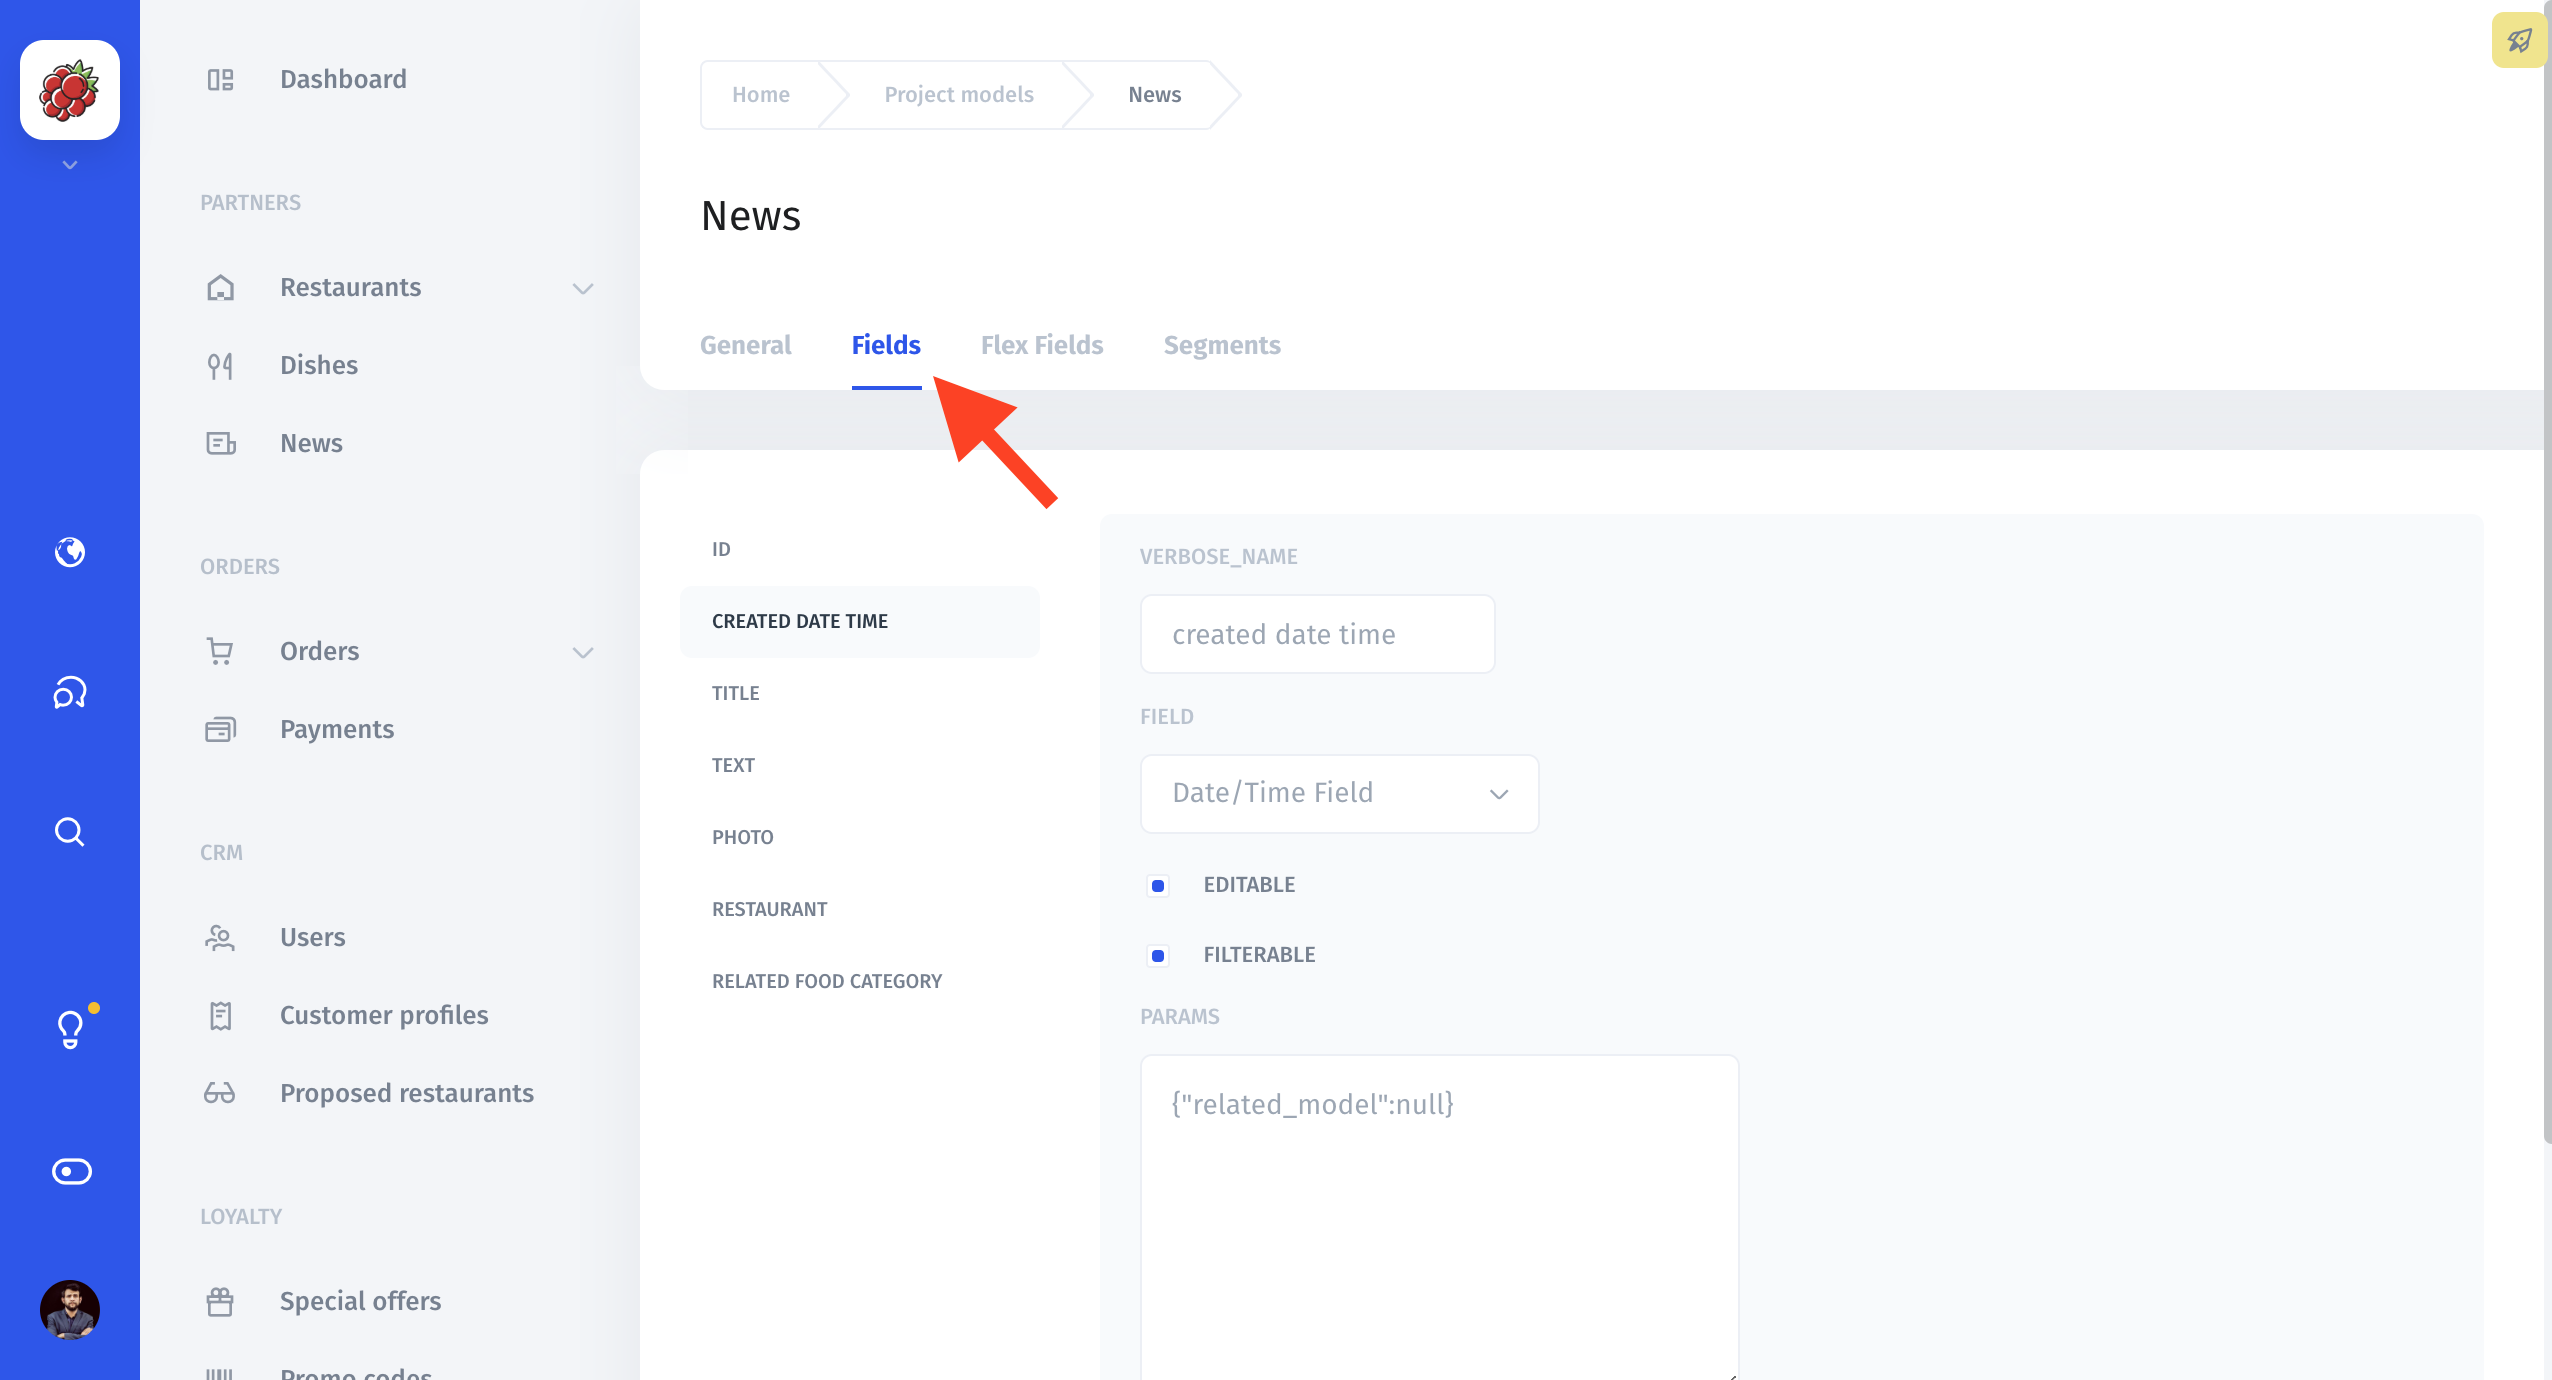 Dashboard
PARTNERS
Restaurants
Dishes
News
ORDERS
Orders
Payments
CRM
Users
Customer profiles
Proposed restaurants
LOYALTY
Special offers
Promo codes
Home Project models News
News
General Fields Flex Fields Segments
ID
CREATED DATE TIME
TITLE
TEXT
PHOTO
RESTAURANT
RELATED FOOD CATEGORY
VERBOSE_NAME
created date time
FIELD
Date/Time Field
EDITABLE
FILTERABLE
PARAMS
{"related_model":null}